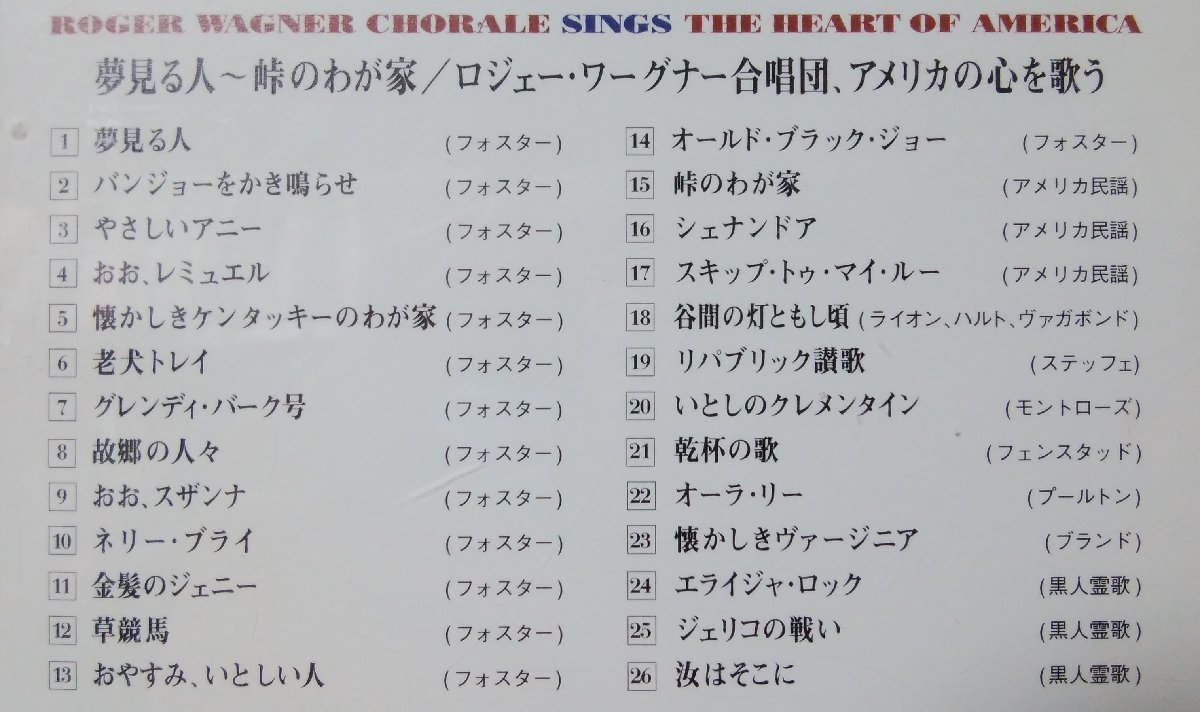 ROGER WAGNER CHORALE SINGS THE HEART OF AMERICA
夢見る人～峠のわが家／ロジェー・ワーグナー合唱団、アメリカの心を歌う
1 夢見る人 (フォスター)
2 バンジョーをかき鳴らせ (フォスター)
3 やさしいアニー (フォスター)
4 おお、レミュエル (フォスター)
5 懐かしきケンタッキーのわが家 (フォスター)
6 老犬トレイ (フォスター)
7 グレンディ・バーク号 (フォスター)
8 故郷の人々 (フォスター)
9 おお、スザンナ (フォスター)
10 ネリー・ブライ (フォスター)
11 金髪のジェニー (フォスター)
12 草競馬 (フォスター)
13 おやすみ、いとしい人 (フォスター)
14 オールド・ブラック・ジョー (フォスター)
15 峠のわが家 (アメリカ民謡)
16 シェナンドア (アメリカ民謡)
17 スキップ・トゥ・マイ・ルー (アメリカ民謡)
18 谷間の灯ともし頃 (ライオン、ハルト、ヴァガボンド)
19 リパブリック讃歌 (ステッフェ)
20 いとしのクレメンタイン (モントローズ)
21 乾杯の歌 (フェンスタッド)
22 オーラ・リー (プールトン)
23 懐かしきヴァージニア (ブランド)
24 エライジャ・ロック (黒人霊歌)
25 ジェリコの戦い (黒人霊歌)
26 汝はそこに (黒人霊歌)